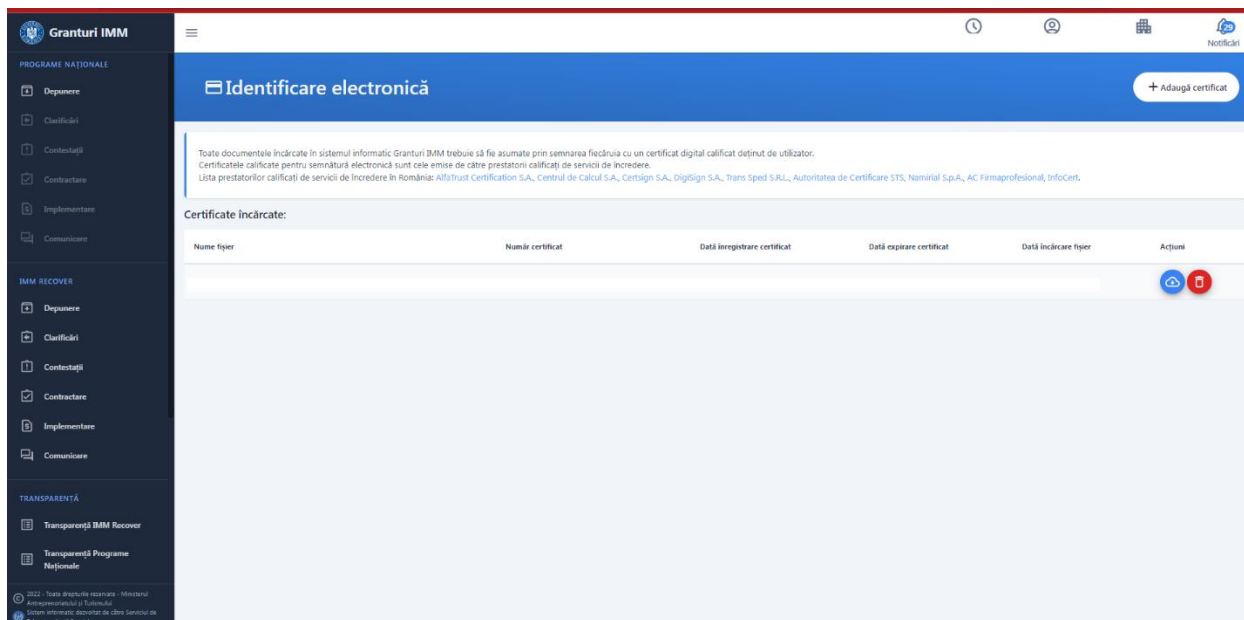 Granturi IMM
29
Notificări
PROGRAME NAȚIONALE
Depunere
Clarificări
Contestații
Contractare
Implementare
Comunicare
IMM RECOVER
Depunere
Clarificări
Contestații
Contractare
Implementare
Comunicare
TRANSPARENȚĂ
Transparență IMM Recover
Transparență Programe
Naționale
2022 - Toate drepturile rezervate - Ministerul
Antreprenoriatului și Turismului
Sistem informatic dezvoltat de către Serviciul de
Identificare electronică
+ Adaugă certificat
Toate documentele încărcate în sistemul informatic Granturi IMM trebuie să fie asumate prin semnarea fiecăruia cu un certificat digital calificat deținut de utilizator.
Certificatele calificate pentru semnătură electronică sunt cele emise de către prestatorii calificați de servicii de încredere.
Lista prestatorilor calificați de servicii de încredere în România: AlfaTrust Certification S.A., Centrul de Calcul S.A., Certsign S.A., DigiSign S.A., Trans Sped S.R.L., Autoritatea de Certificare STS, Namirial S.p.A., AC Firmaprofesional, InfoCert.
Certificate încărcate:
Nume fișier Număr certificat Dată înregistrare certificat Dată expirare certificat Dată încărcare fișier Acțiuni